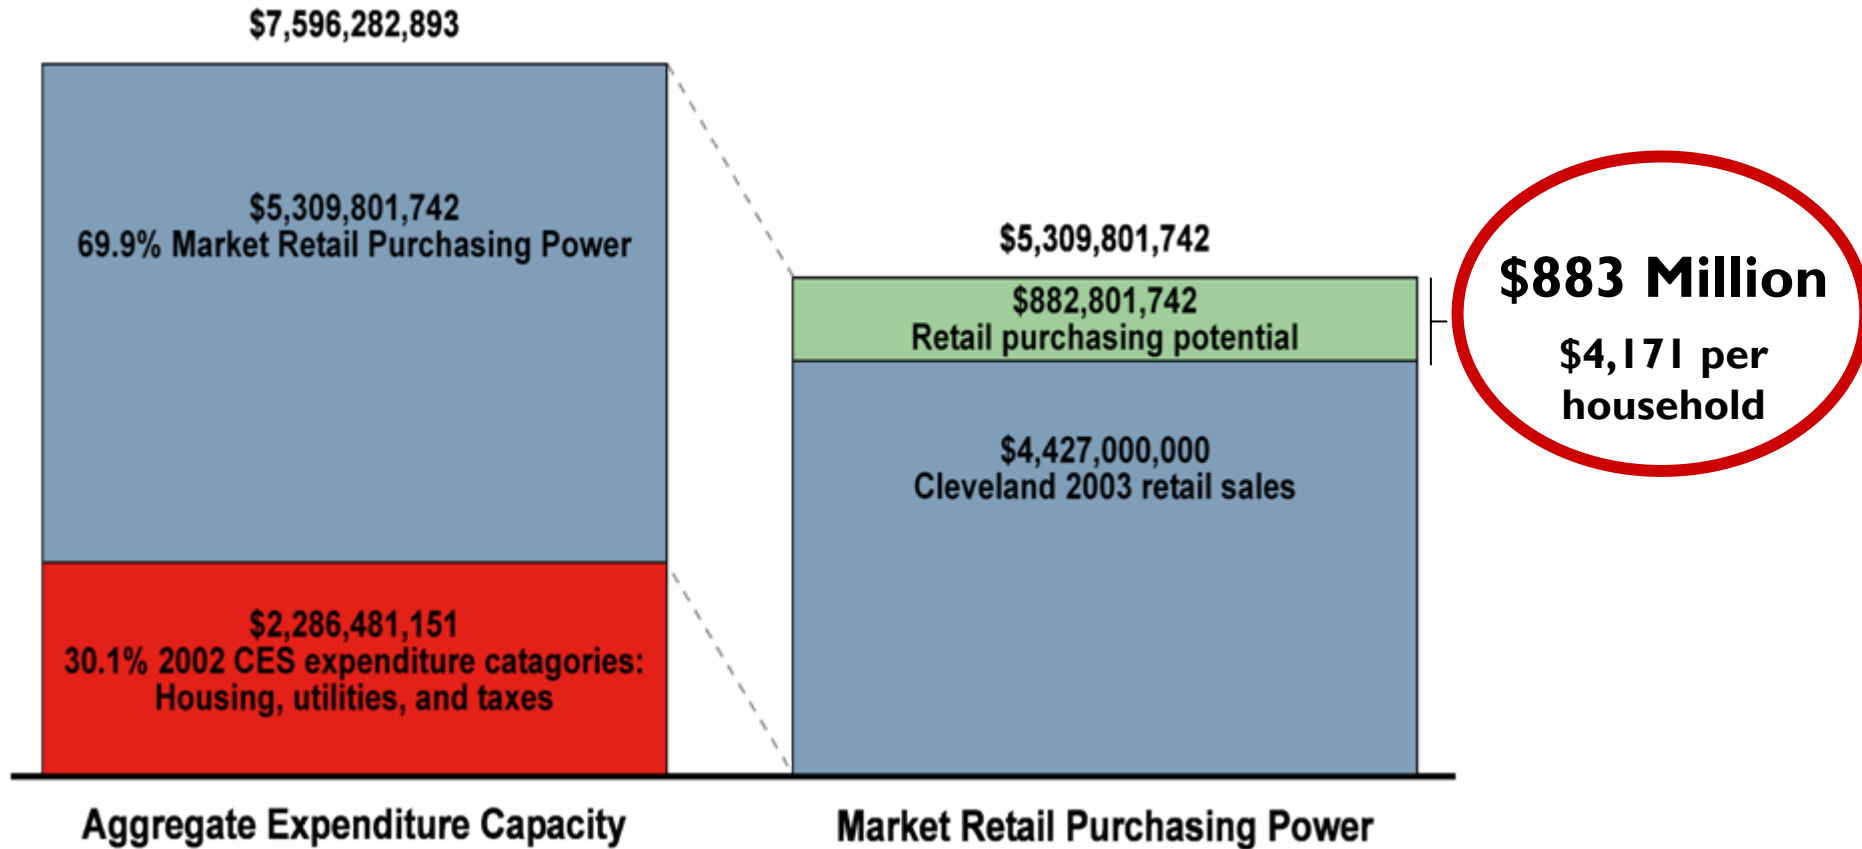 $7,596,282,893
$5,309,801,742
69.9% Market Retail Purchasing Power
$2,286,481,151
30.1% 2002 CES expenditure catagories:
Housing, utilities, and taxes
Aggregate Expenditure Capacity
$5,309,801,742
$882,801,742
Retail purchasing potential
$4,427,000,000
Cleveland 2003 retail sales
Market Retail Purchasing Power
$883 Million
$4,171 per
household